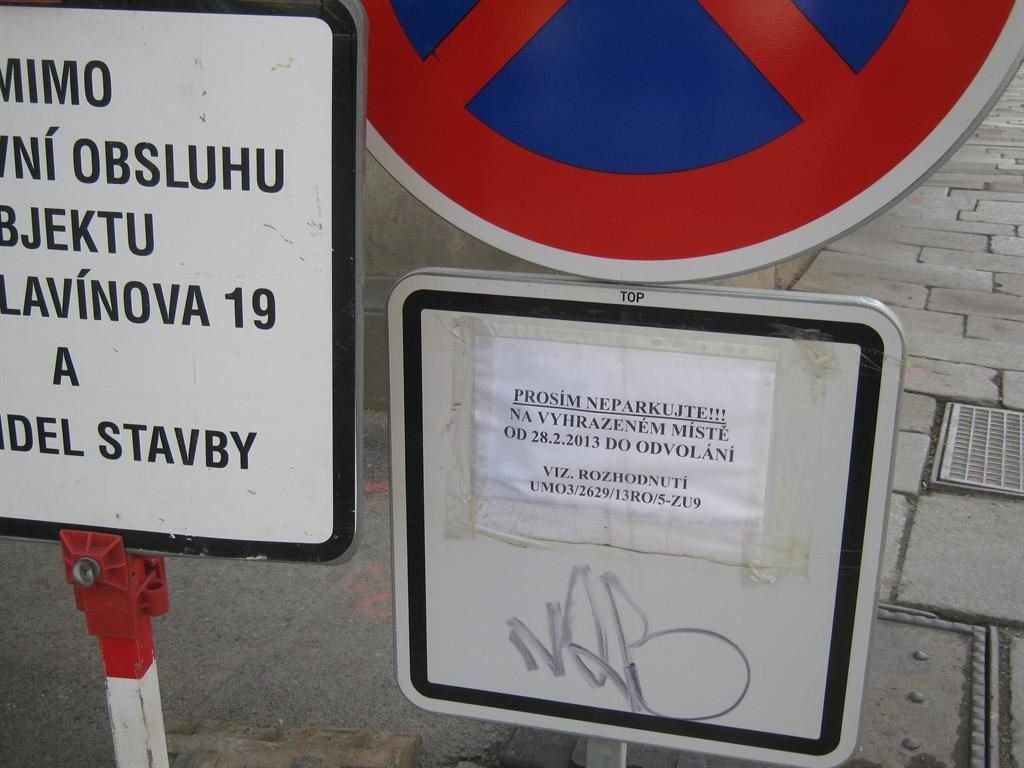 MIMO
VNÍ OBSLUHU
BJEKTU
LAVÍNOVA 19
A
IDEL STAVBY
TOP
PROSÍM NEPARKUJTE!!!
NA VYHRAZENÉM MÍSTĚ
OD 28.2.2013 DO ODVOLÁNÍ
VIZ. ROZHODNUTÍ
UMO3/2629/13RO/5-ZU9